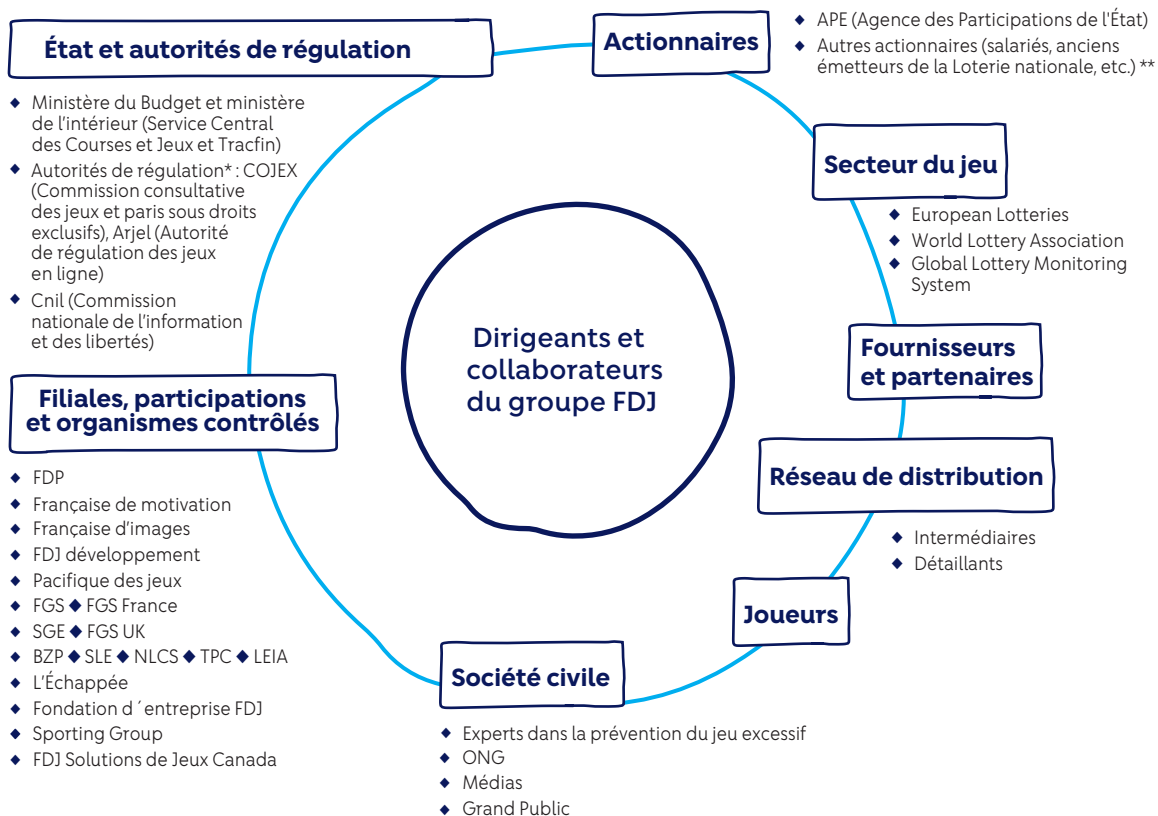 État et autorités de régulation
◆ Ministère du Budget et ministère
de l'intérieur (Service Central
des Courses et Jeux et Tracfin)
◆ Autorités de régulation* : COJEX
(Commission consultative
des jeux et paris sous droits
exclusifs), Arjel (Autorité
de régulation des jeux
en ligne)
◆ Cnil (Commission
nationale de l'information
et des libertés)
Actionnaires
◆ APE (Agence des Participations de l'État)
◆ Autres actionnaires (salariés, anciens
émetteurs de la Loterie nationale, etc.) **
Secteur du jeu
◆ European Lotteries
◆ World Lottery Association
◆ Global Lottery Monitoring
System
Dirigeants et
collaborateurs
du groupe FDJ
Fournisseurs
et partenaires
Filiales, participations
et organismes contrôlés
◆ FDP
◆ Française de motivation
◆ Française d'images
◆ FDJ développement
◆ Pacifique des jeux
◆ FGS ◆ FGS France
◆ SGE ◆ FGS UK
◆ BZP ◆ SLE ◆ NLCS ◆ TPC ◆ LEIA
◆ L'Échappée
◆ Fondation d´entreprise FDJ
◆ Sporting Group
◆ FDJ Solutions de Jeux Canada
Réseau de distribution
◆ Intermédiaires
◆ Détaillants
Joueurs
Société civile
◆ Experts dans la prévention du jeu excessif
◆ ONG
◆ Médias
◆ Grand Public